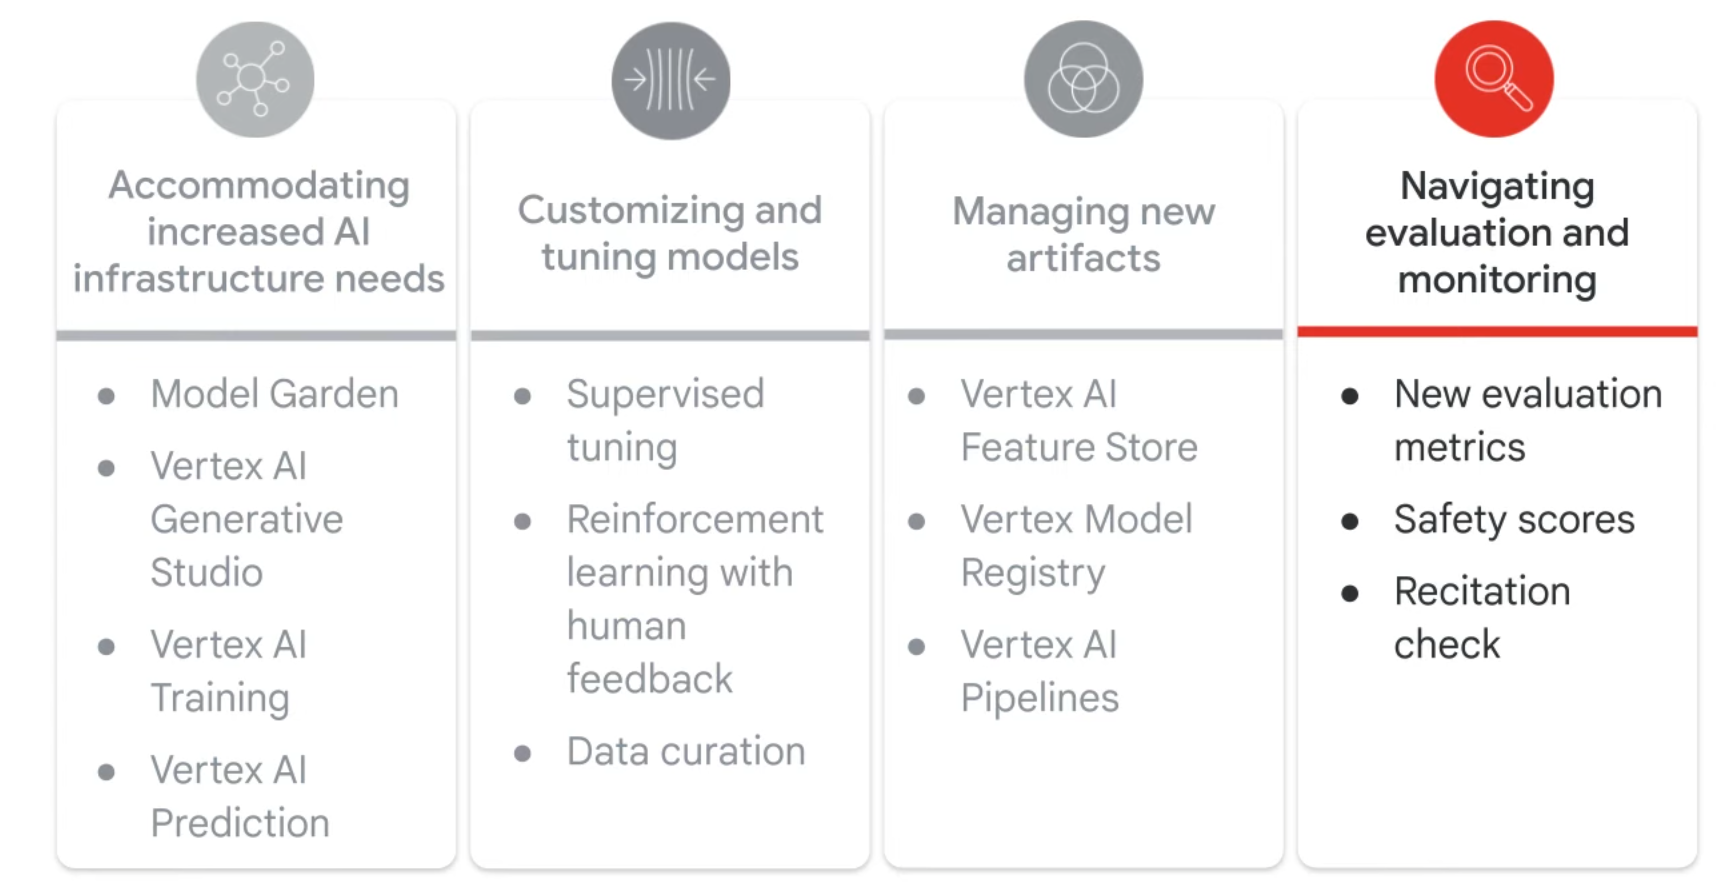 Accommodating
increased AI
infrastructure needs
Model Garden
Vertex AI
Generative
Studio
Vertex AI
Training
Vertex AI
Prediction
Customizing and
tuning models
Supervised
tuning
Reinforcement
learning with
human
feedback
Data curation
Managing new
artifacts
Vertex AI
Feature Store
Vertex Model
Registry
Vertex AI
Pipelines
Navigating
evaluation and
monitoring
New evaluation
metrics
Safety scores
Recitation
check